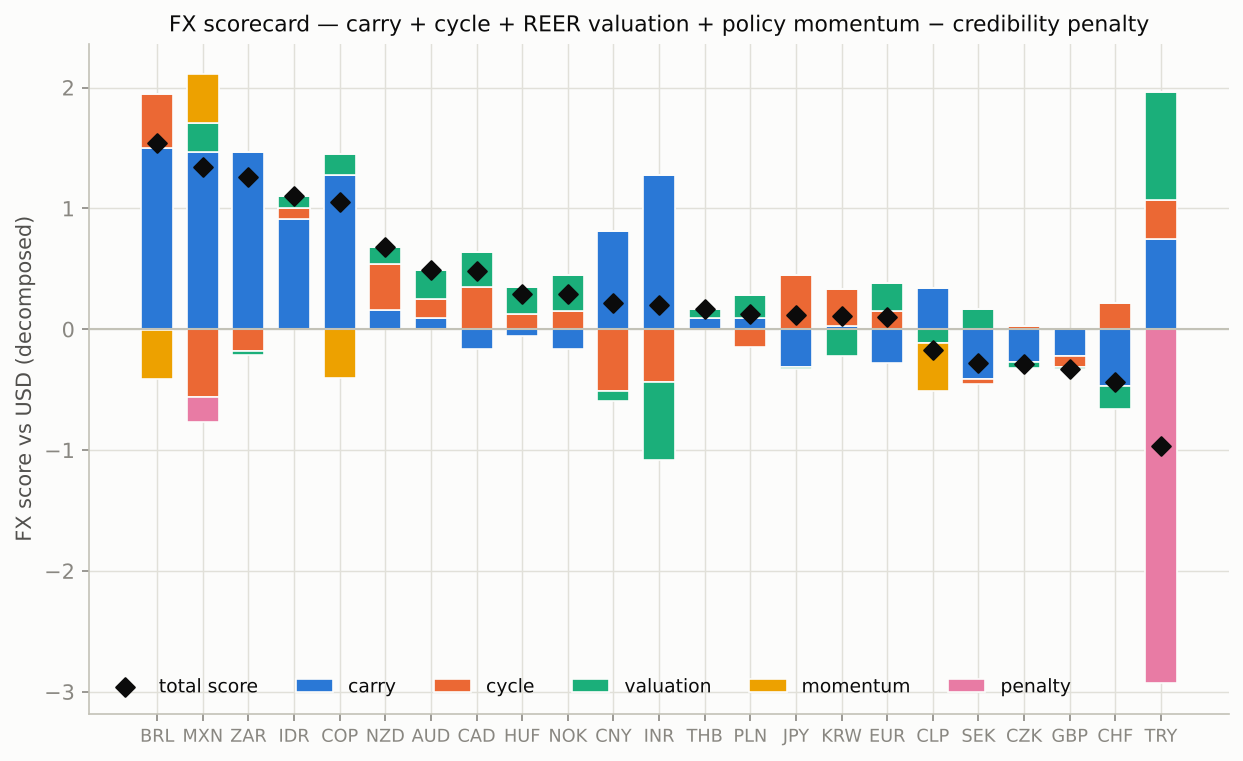 FX scorecard — carry + cycle + REER valuation + policy momentum − credibility penalty
FX score vs USD (decomposed)
2
1
0
−1
−2
−3
total score carry cycle valuation momentum penalty
BRL MXN ZAR IDR COP NZD AUD CAD HUF NOK CNY INR THB PLN JPY KRW EUR CLP SEK CZK GBP CHF TRY